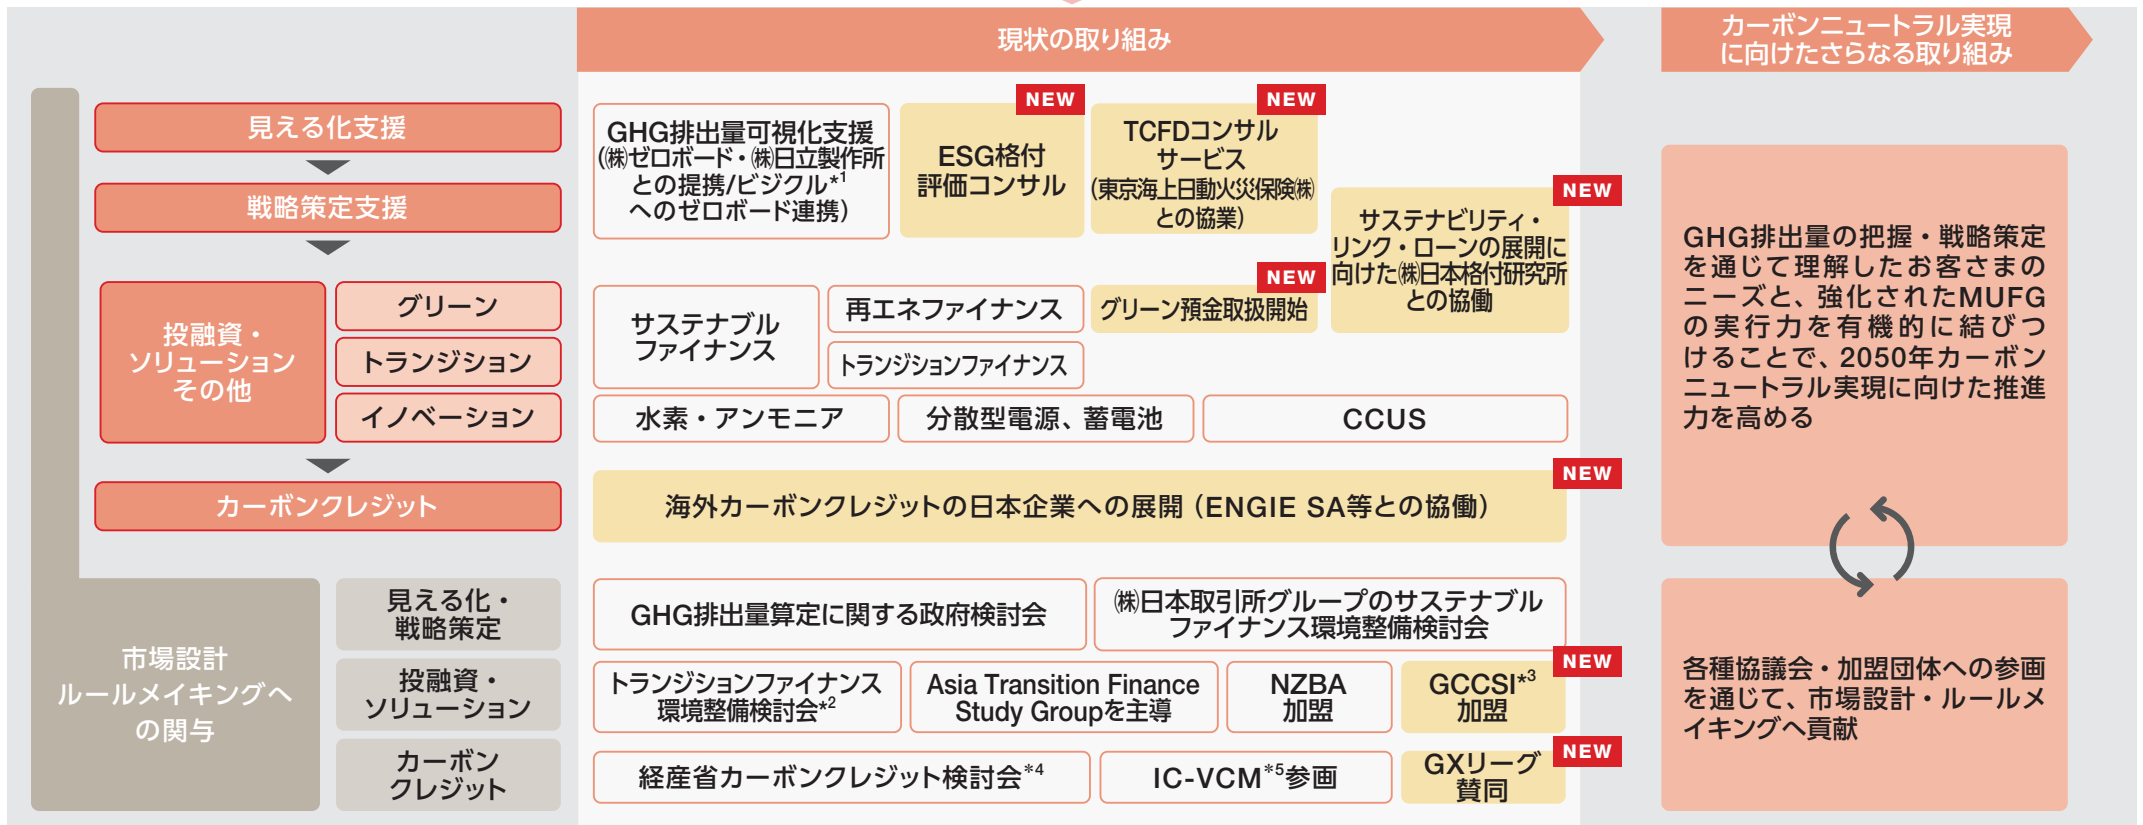 現状の取り組み
カーボンニュートラル実現
に向けたさらなる取り組み
見える化支援
戦略策定支援
投融資・
ソリューション
その他
グリーン
トランジション
イノベーション
カーボンクレジット
GHG排出量可視化支援
(㈱ゼロボード・㈱日立製作所
との提携/ビジクル*1
へのゼロボード連携)
NEW
ESG格付
評価コンサル
NEW
TCFDコンサル
サービス
(東京海上日動火災保険㈱
との協業)
NEW
サステナビリティ・
リンク・ローンの展開に
向けた㈱日本格付研究所
との協働
サステナブル
ファイナンス
再エネファイナンス
トランジションファイナンス
NEW
グリーン預金取扱開始
水素・アンモニア
分散型電源、蓄電池
CCUS
NEW
海外カーボンクレジットの日本企業への展開（ENGIE SA等との協働）
GHG排出量の把握・戦略策定
を通じて理解したお客さまの
ニーズと、強化されたMUFG
の実行力を有機的に結びつ
けることで、2050年カーボン
ニュートラル実現に向けた推進
力を高める
市場設計
ルールメイキングへ
の関与
見える化・
戦略策定
投融資・
ソリューション
カーボン
クレジット
GHG排出量算定に関する政府検討会
㈱日本取引所グループのサステナブル
ファイナンス環境整備検討会
トランジションファイナンス
環境整備検討会*2
Asia Transition Finance
Study Groupを主導
NZBA
加盟
NEW
GCCSI*3
加盟
経産省カーボンクレジット検討会*4
IC-VCM*5参画
NEW
GXリーグ
賛同
各種協議会・加盟団体への参画
を通じて、市場設計・ルールメ
イキングへ貢献